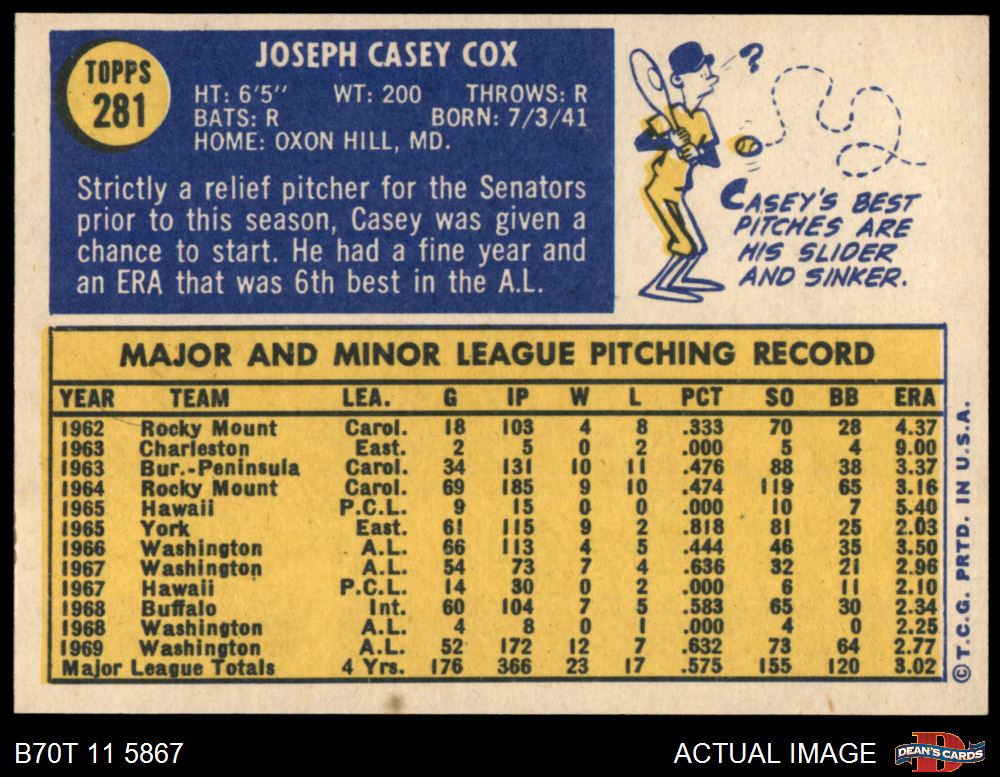 TOPPS
281
JOSEPH CASEY COX
HT: 6'5" WT: 200 THROWS: R
BATS: R BORN: 7/3/41
HOME: OXON HILL, MD.
Strictly a relief pitcher for the Senators
prior to this season, Casey was given a
chance to start. He had a fine year and
an ERA that was 6th best in the A.L.
?
CASEY'S BEST
PITCHES ARE
HIS SLIDER
AND SINKER.
MAJOR AND MINOR LEAGUE PITCHING RECORD
YEAR TEAM LEA. G IP W L PCT SO BB ERA
1962 Rocky Mount Carol. 18 103 4 8 .333 70 28 4.37
1963 Charleston East. 2 5 0 2 .000 5 4 9.00
1963 Bur.-Peninsula Carol. 34 131 10 11 .476 88 38 3.37
1964 Rocky Mount Carol. 69 185 9 10 .474 119 65 3.16
1965 Hawaii P.C.L. 9 15 0 0 .000 10 7 5.40
1965 York East. 61 115 9 2 .818 81 25 2.03
1966 Washington A.L. 66 113 4 5 .444 46 35 3.50
1967 Washington A.L. 54 73 7 4 .636 32 21 2.96
1967 Hawaii P.C.L. 14 30 0 2 .000 6 11 2.10
1968 Buffalo Int. 60 104 7 5 .583 65 30 2.34
1968 Washington A.L. 4 8 0 1 .000 4 0 2.25
1969 Washington A.L. 52 172 12 7 .632 73 64 2.77
Major League Totals 4 Yrs. 176 366 23 17 .575 155 120 3.02
©T.C.G. PRTD. IN U.S.A.
B70T 11 5867
ACTUAL IMAGE
D
DEAN'S CARDS